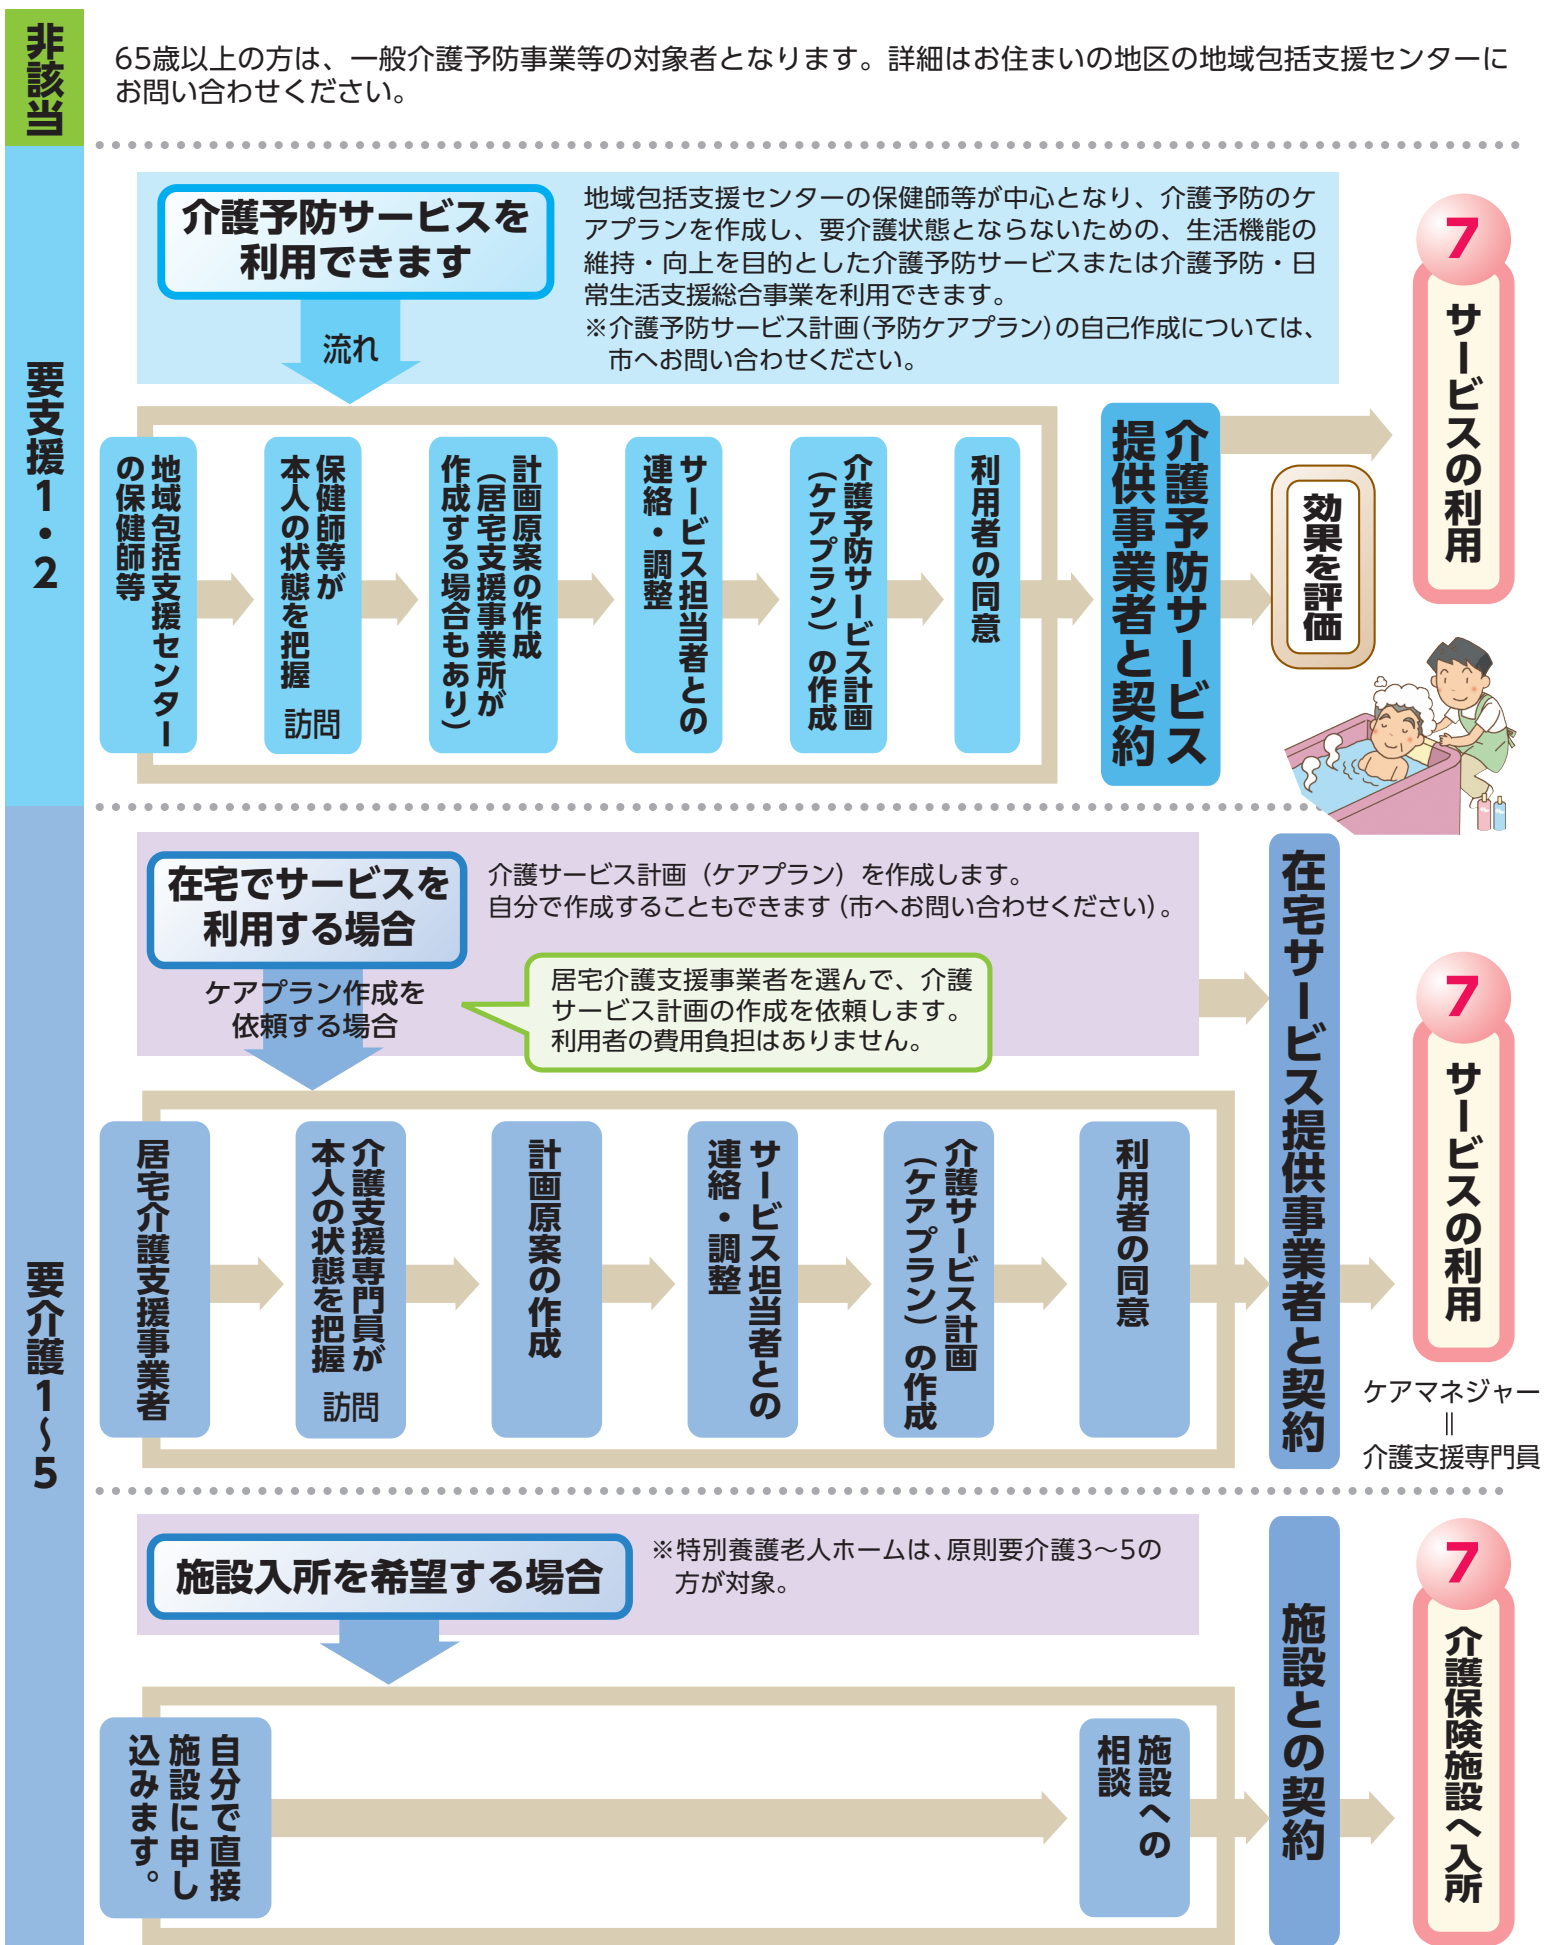 非該当
65歳以上の方は、一般介護予防事業等の対象者となります。詳細はお住まいの地区の地域包括支援センターに
お問い合わせください。
要支援1・2
介護予防サービスを
利用できます
地域包括支援センターの保健師等が中心となり、介護予防のケ
アプランを作成し、要介護状態とならないための、生活機能の
維持・向上を目的とした介護予防サービスまたは介護予防・日
常生活支援総合事業を利用できます。
※介護予防サービス計画(予防ケアプラン)の自己作成については、
市へお問い合わせください。
流れ
地域包括支援センター
の保健師等
保健師等が
本人の状態を把握
訪問
計画原案の作成
(居宅支援事業所が
作成する場合もあり)
サービス担当者との
連絡・調整
介護予防サービス計画
(ケアプラン)の作成
利用者の同意
介護予防サービス
提供事業者と契約
効果を評価
7
サービスの利用
要介護1〜5
在宅でサービスを
利用する場合
介護サービス計画(ケアプラン)を作成します。
自分で作成することもできます(市へお問い合わせください)。
ケアプラン作成を
依頼する場合
居宅介護支援事業者を選んで、介護
サービス計画の作成を依頼します。
利用者の費用負担はありません。
居宅介護支援事業者
介護支援専門員が
本人の状態を把握
訪問
計画原案の作成
サービス担当者との
連絡・調整
介護サービス計画
(ケアプラン)の作成
利用者の同意
在宅サービス提供事業者と契約
7
サービスの利用
ケアマネジャー
||
介護支援専門員
施設入所を希望する場合
※特別養護老人ホームは、原則要介護3〜5の
方が対象。
自分で直接
施設に申し
込みます。
施設への
相談
施設との契約
7
介護保険施設へ入所